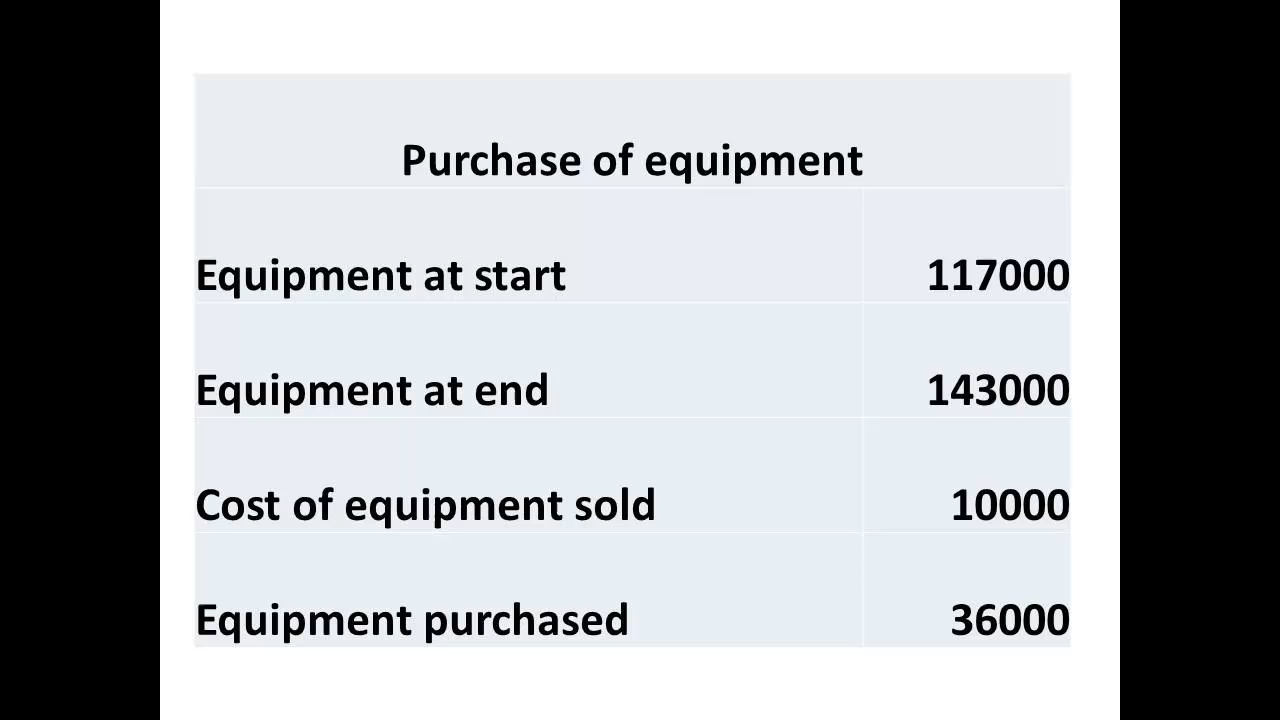 Purchase of equipment
Equipment at start 117000
Equipment at end 143000
Cost of equipment sold 10000
Equipment purchased 36000